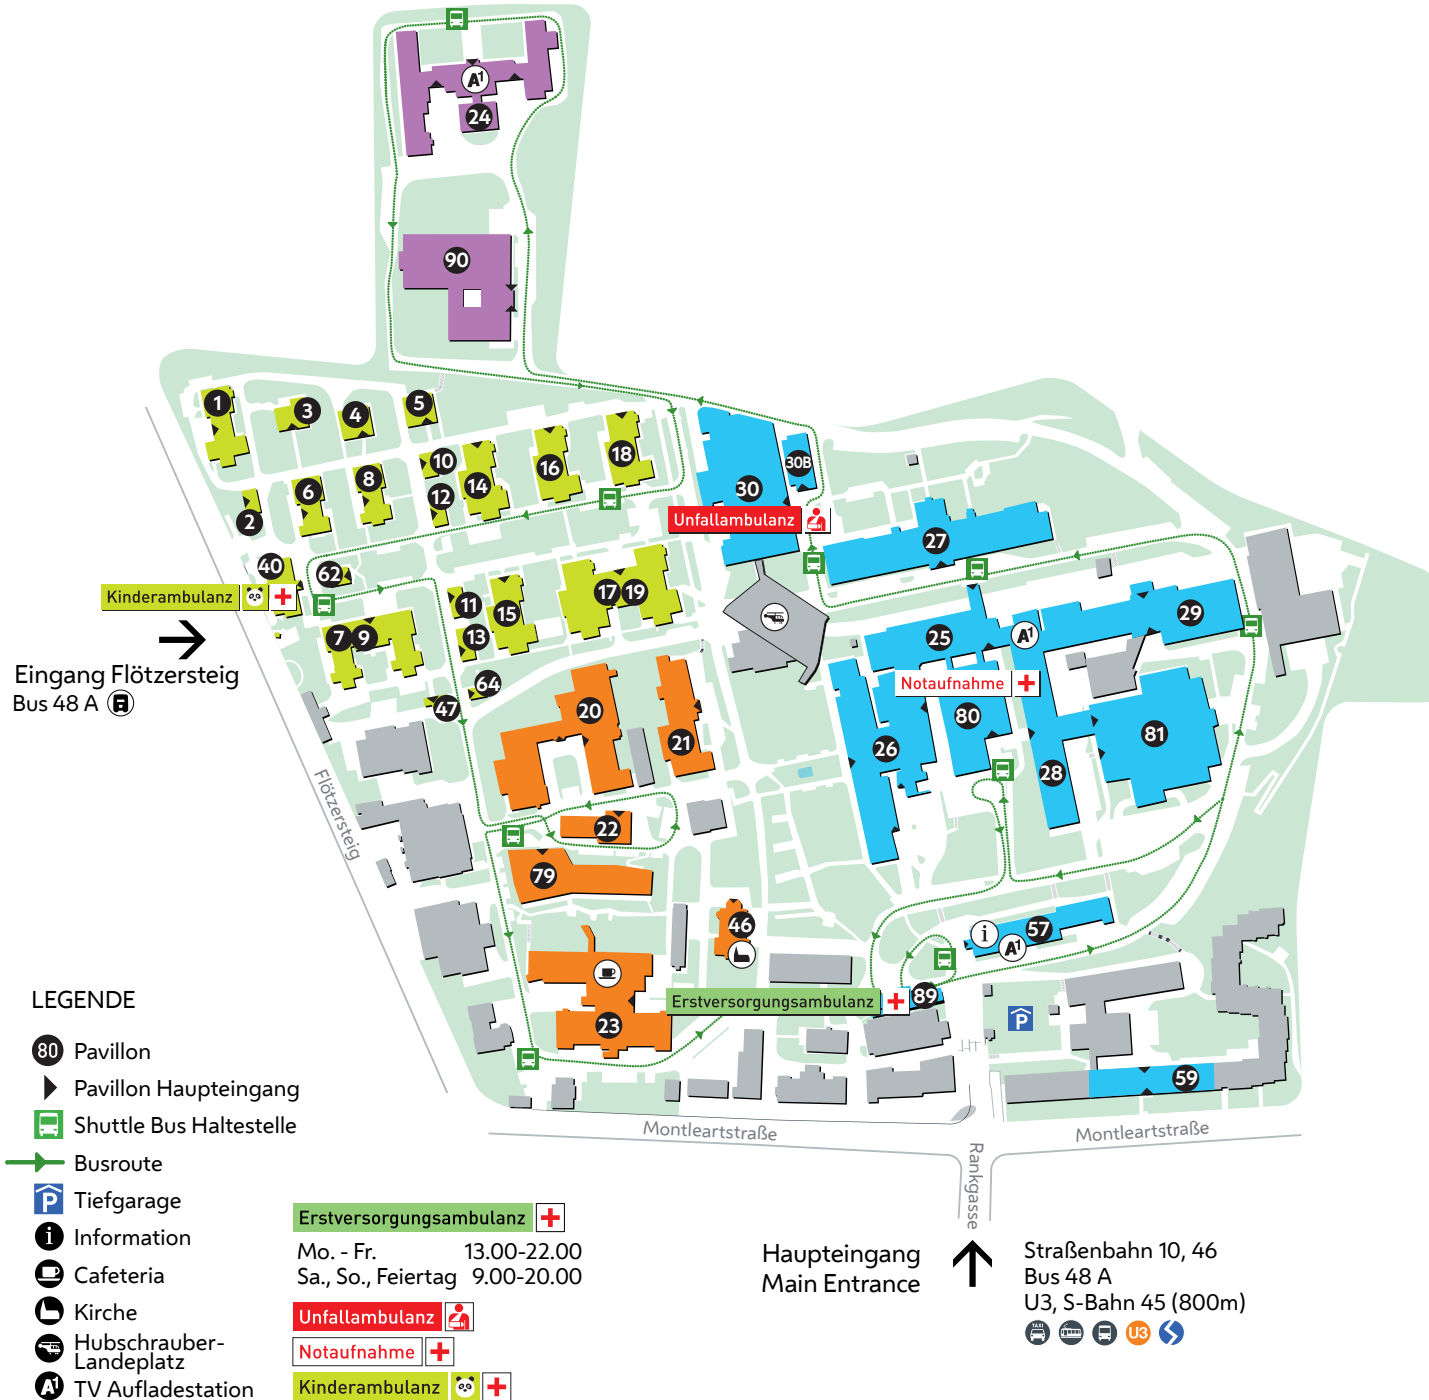 A1
24
90
1
3
4
5
10
18
16
8
14
6
12
2
30B
30
Unfallambulanz
27
40
62
Kinderambulanz
17
19
11
15
29
13
7
9
25
A1
Eingang Flötzersteig
Bus 48 A
Notaufnahme
64
47
20
80
21
26
81
28
Flötzersteig
22
79
46
57
i
A1
Erstversorgungsambulanz
89
23
P
59
Montleartstraße
Montleartstraße
Rankgasse
LEGENDE
80 Pavillon
Pavillon Haupteingang
Shuttle Bus Haltestelle
Busroute
P Tiefgarage
i Information
Cafeteria
Kirche
Hubschrauber-
Landeplatz
A1 TV Aufladestation
Erstversorgungsambulanz
Mo. - Fr. 13.00-22.00
Sa., So., Feiertag 9.00-20.00
Unfallambulanz
Notaufnahme
Kinderambulanz
Haupteingang
Main Entrance
Straßenbahn 10, 46
Bus 48 A
U3, S-Bahn 45 (800m)
TAXI
U3